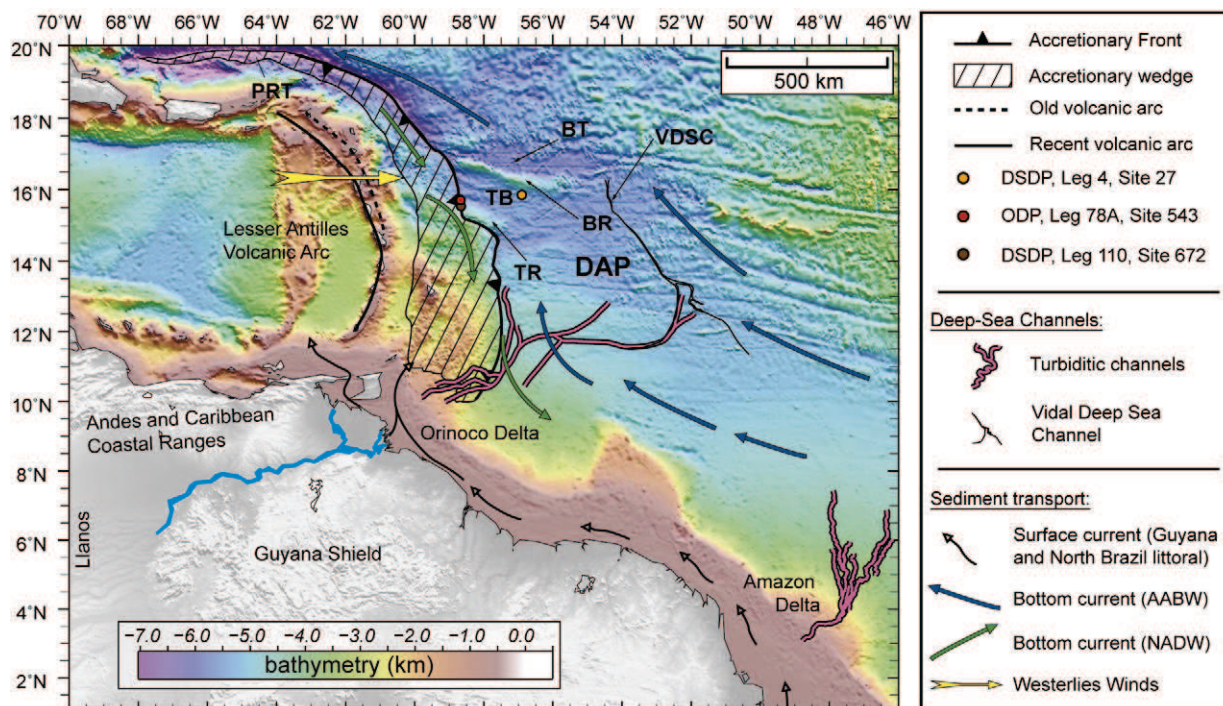 70°W 68°W 66°W 64°W 62°W 60°W 58°W 56°W 54°W 52°W 50°W 48°W 46°W
20°N
18°N
16°N
14°N
12°N
10°N
8°N
6°N
4°N
2°N
500 km
PRT
BT
VDSC
TB
BR
Lesser Antilles
Volcanic Arc
TR
DAP
Andes and Caribbean
Coastal Ranges
Orinoco Delta
Llanos
Guyana Shield
Amazon
Delta
−7.0 −6.0 −5.0 −4.0 −3.0 −2.0 −1.0 0.0
bathymetry (km)
Accretionary Front
Accretionary wedge
Old volcanic arc
Recent volcanic arc
DSDP, Leg 4, Site 27
ODP, Leg 78A, Site 543
DSDP, Leg 110, Site 672
Deep-Sea Channels:
Turbiditic channels
Vidal Deep Sea
Channel
Sediment transport:
Surface current (Guyana
and North Brazil littoral)
Bottom current (AABW)
Bottom current (NADW)
Westerlies Winds